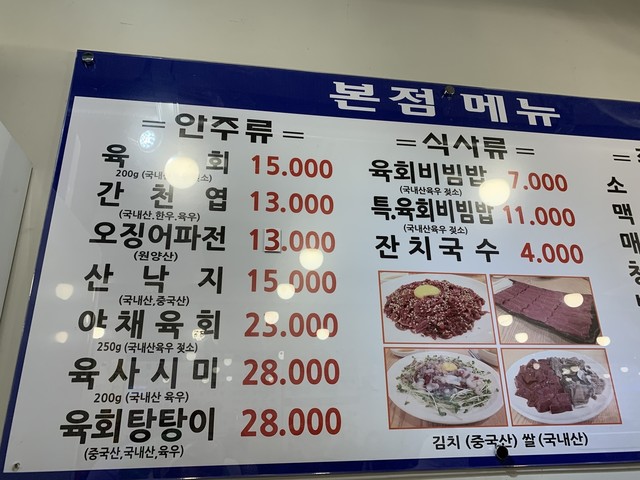 본점 메뉴
= 안주류 =
육 회 15.000
200g (국내산육우 젖소)
간 천 엽 13.000
(국내산,한우,육우)
오징어파전 13.000
(원양산)
산 낙 지 15,000
(국내산,중국산)
야 채 육 회 23.000
250g (국내산육우 젖소)
육 사 시 미 28.000
200g (국내산 육우)
육회탕탕이 28.000
(중국산,국내산,육우)
= 식사류 =
육회비빔밥 7.000
(국내산육우 젖소)
특.육회비빔밥 11.000
(국내산육우 젖소)
잔 치 국 수 4.000
김치 (중국산) 쌀 (국내산)
=
소
맥
매